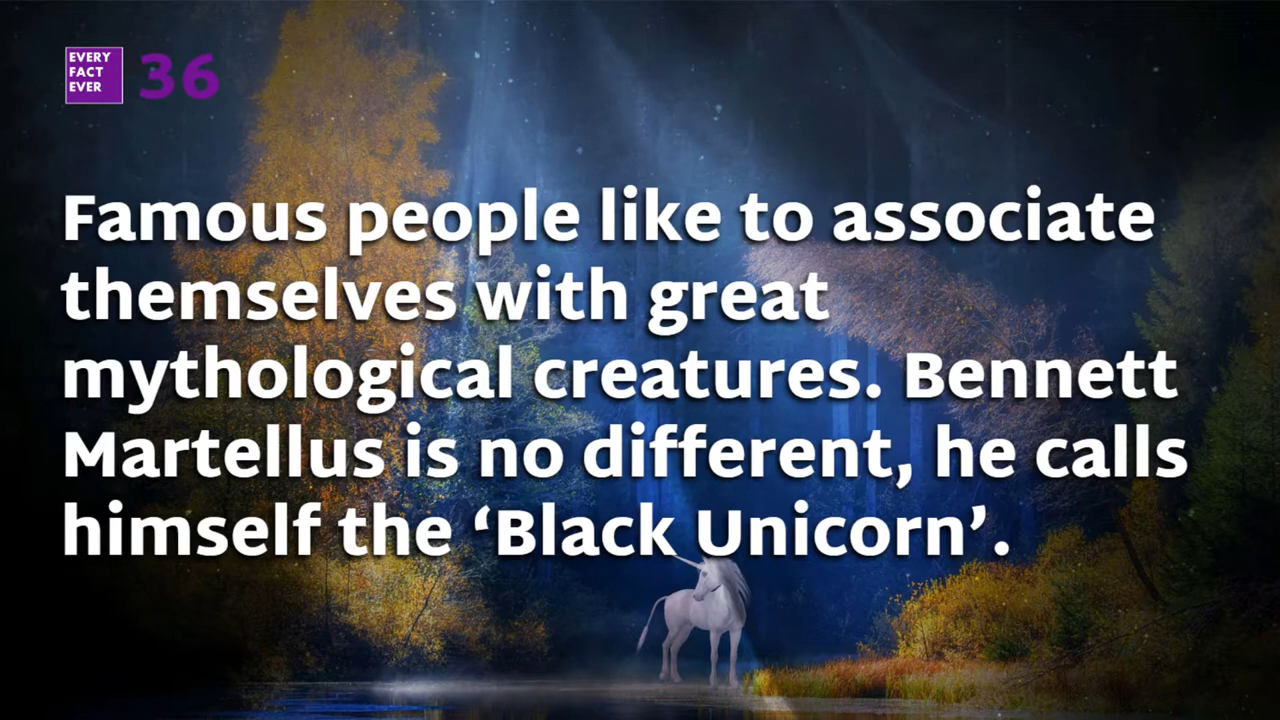 EVERY
FACT
EVER
36
Famous people like to associate
themselves with great
mythological creatures. Bennett
Martellus is no different, he calls
himself the ‘Black Unicorn’.